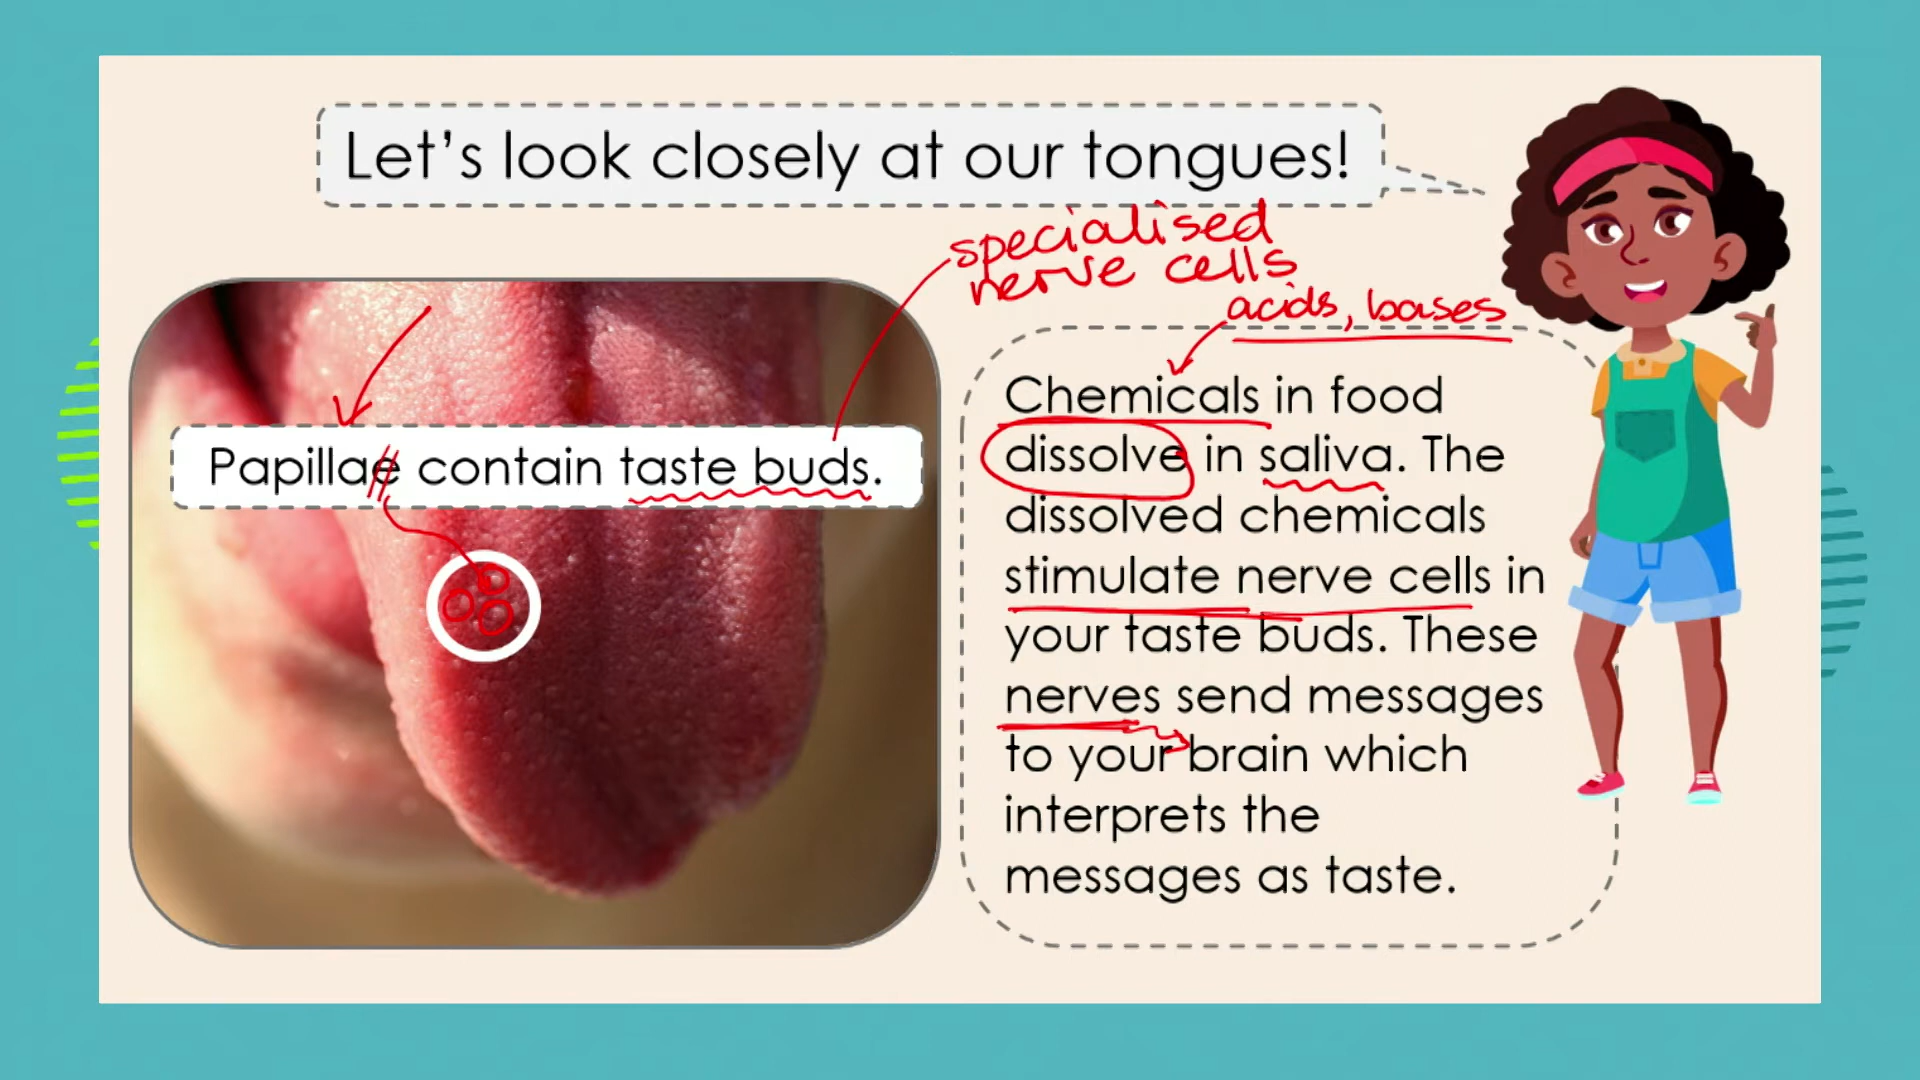 Let's look closely at our tongues!
specialised
nerve cells
acids, bases
Papillae contain taste buds.
Chemicals in food
dissolve in saliva. The
dissolved chemicals
stimulate nerve cells in
your taste buds. These
nerves send messages
to your brain which
interprets the
messages as taste.